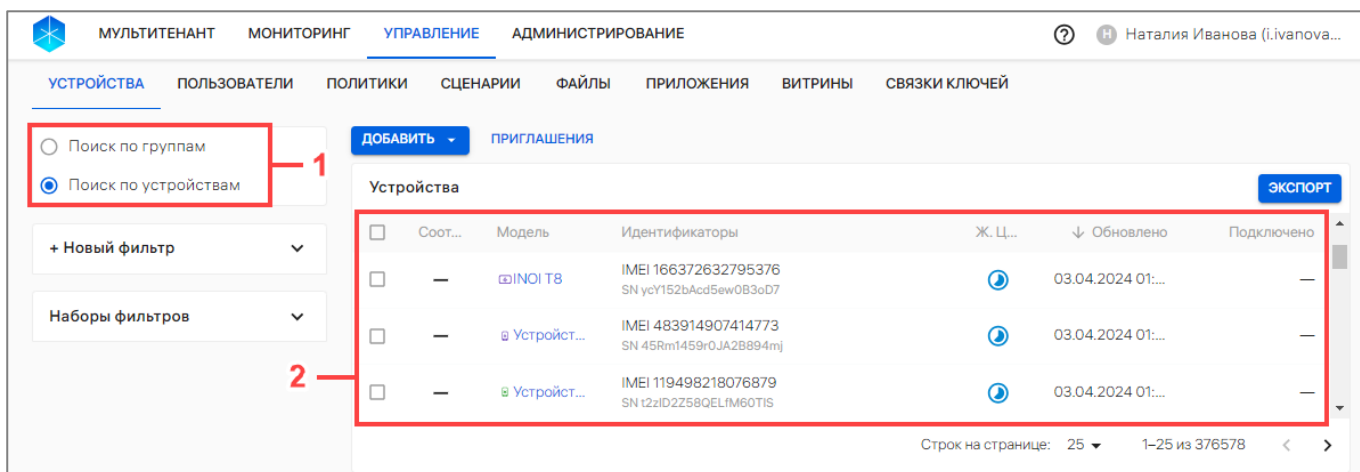 МУЛЬТИТЕНАНТ МОНИТОРИНГ УПРАВЛЕНИЕ АДМИНИСТРИРОВАНИЕ Н Наталия Иванова (i.ivanova...
УСТРОЙСТВА ПОЛЬЗОВАТЕЛИ ПОЛИТИКИ СЦЕНАРИИ ФАЙЛЫ ПРИЛОЖЕНИЯ ВИТРИНЫ СВЯЗКИ КЛЮЧЕЙ
Поиск по группам
Поиск по устройствам
1
+ Новый фильтр
Наборы фильтров
ДОБАВИТЬ ПРИГЛАШЕНИЯ
Устройства ЭКСПОРТ
Соот... Модель Идентификаторы Ж. Ц... ↓ Обновлено Подключено
— INOI T8 IMEI 166372632795376 03.04.2024 01:... —
SN ycY152bAcd5ew0B3oD7
— Устройст... IMEI 483914907414773 03.04.2024 01:... —
SN 45Rm1459r0JA2B894mj
2
— Устройст... IMEI 119498218076879 03.04.2024 01:... —
SN t2zID2Z58QELfM60TIS
Строк на странице: 25 1–25 из 376578 < >